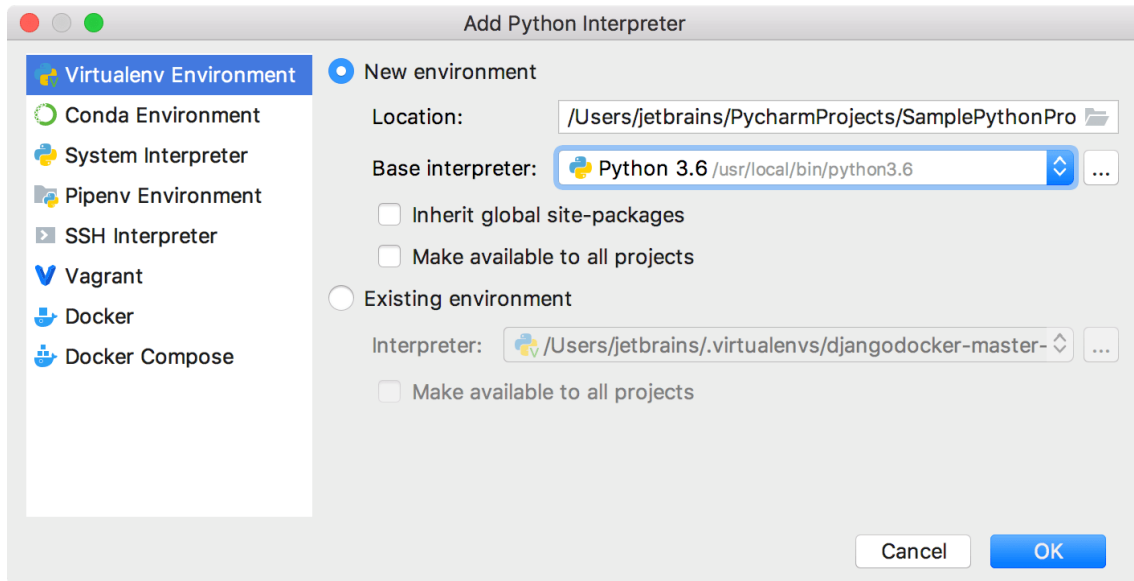 Add Python Interpreter
Virtualenv Environment
Conda Environment
System Interpreter
Pipenv Environment
SSH Interpreter
Vagrant
Docker
Docker Compose
New environment
Location: /Users/jetbrains/PycharmProjects/SamplePythonPro
Base interpreter: Python 3.6 /usr/local/bin/python3.6 ...
Inherit global site-packages
Make available to all projects
Existing environment
Interpreter: /Users/jetbrains/.virtualenvs/djangodocker-master- ...
Make available to all projects
Cancel OK